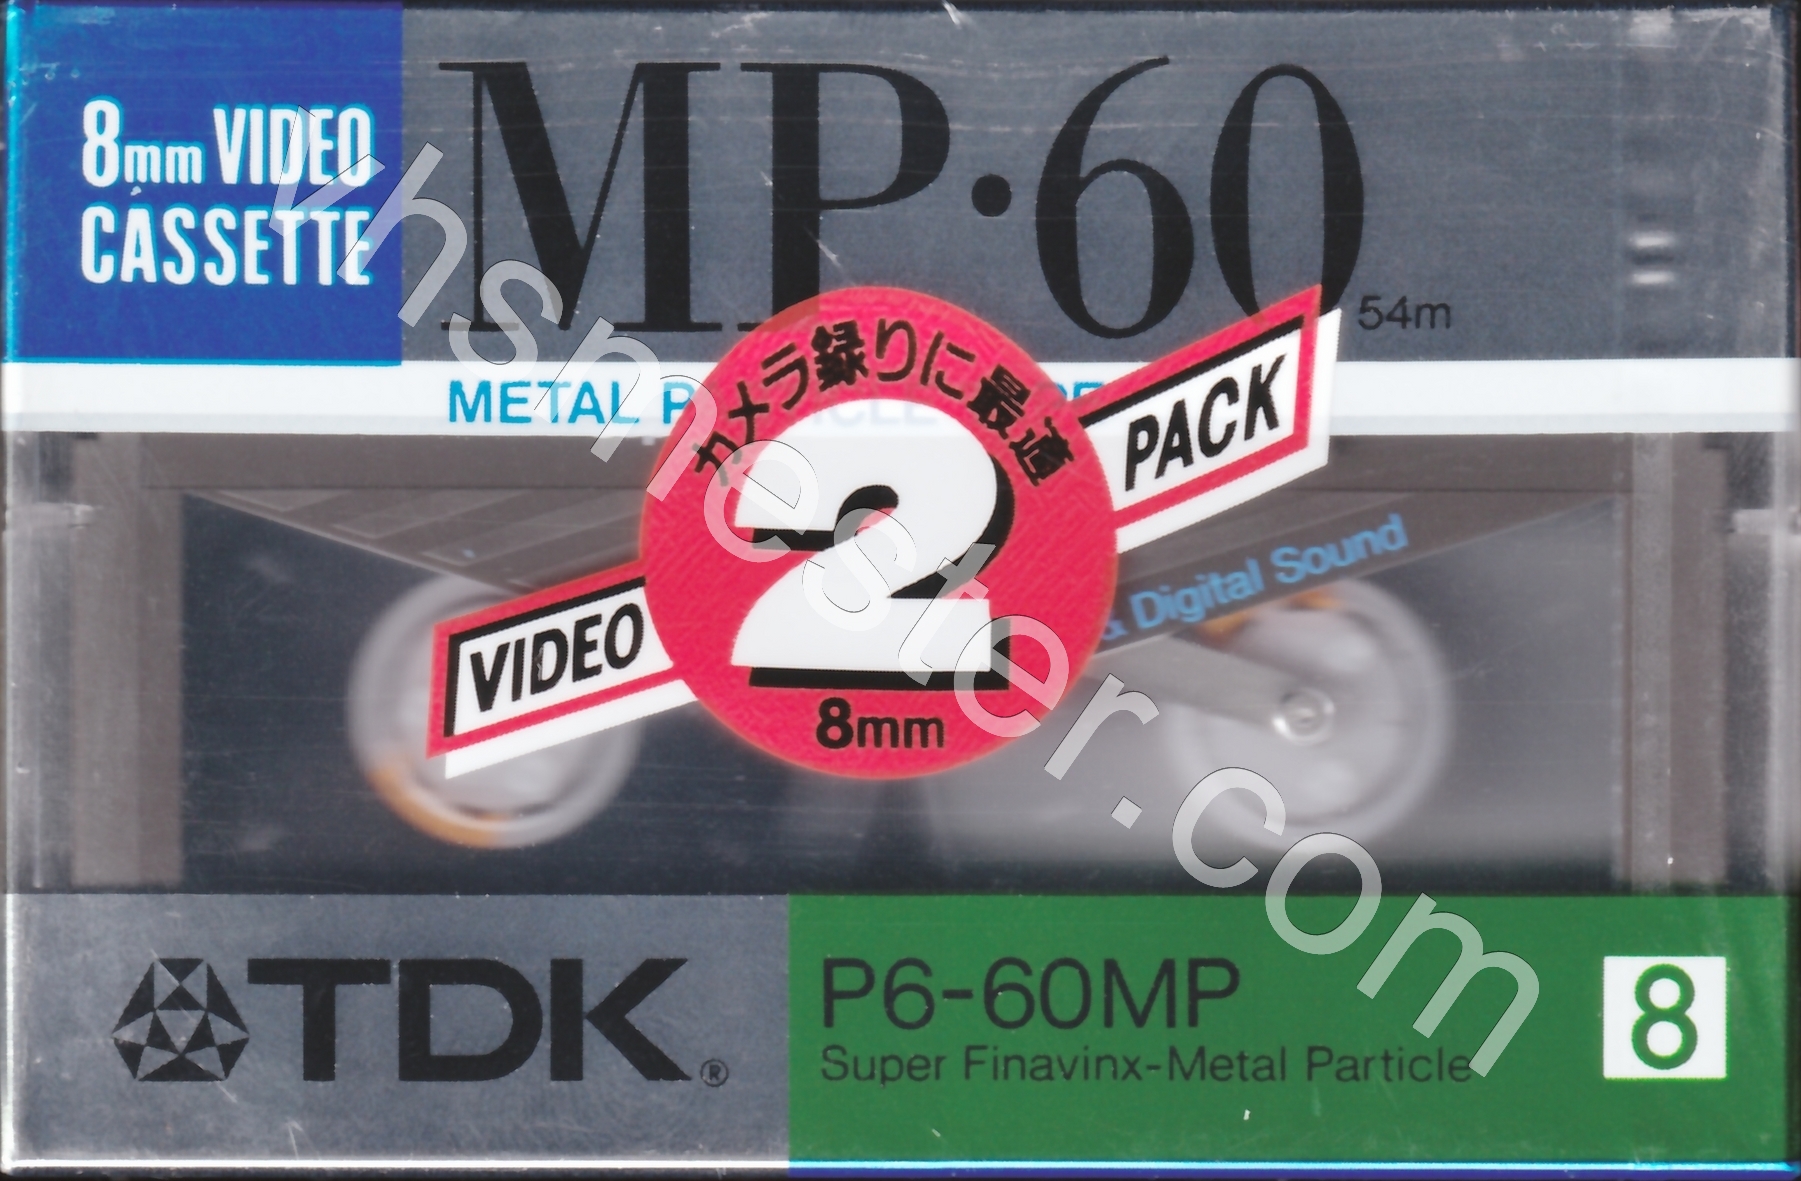 8mm VIDEO
CASSETTE
MP·60
54m
METAL
カメラ録りに最適
2
VIDEO
PACK
8mm
& Digital Sound
TDK®
P6-60MP
Super Finavinx-Metal Particle
8
vhsmester.com